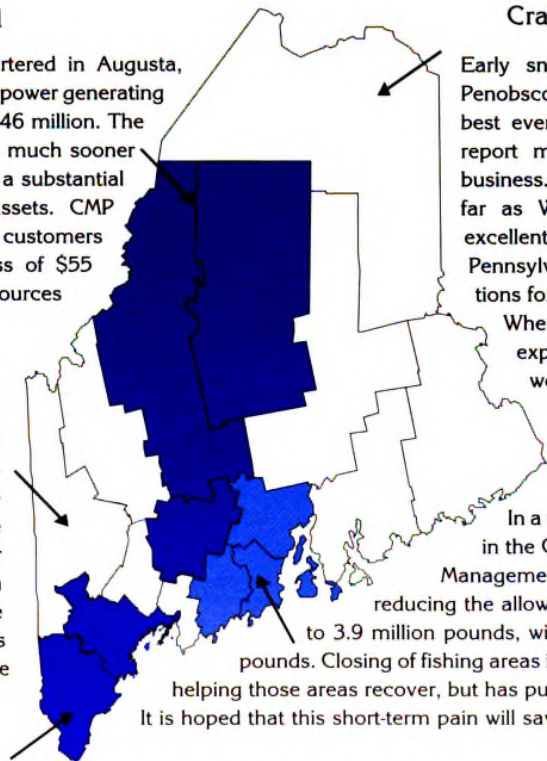 rtered in Augusta,
power generating
46 million. The
much sooner
a substantial
assets. CMP
customers
ss of $55
ources
Cra
Early sn
Penobsco
best ever
report m
business.
far as W
excellent
Pennsylv
tions for
Whe
exp
we
In a
in the G
Management
reducing the allow
to 3.9 million pounds, wi
pounds. Closing of fishing areas i
helping those areas recover, but has pu
It is hoped that this short-term pain will sav